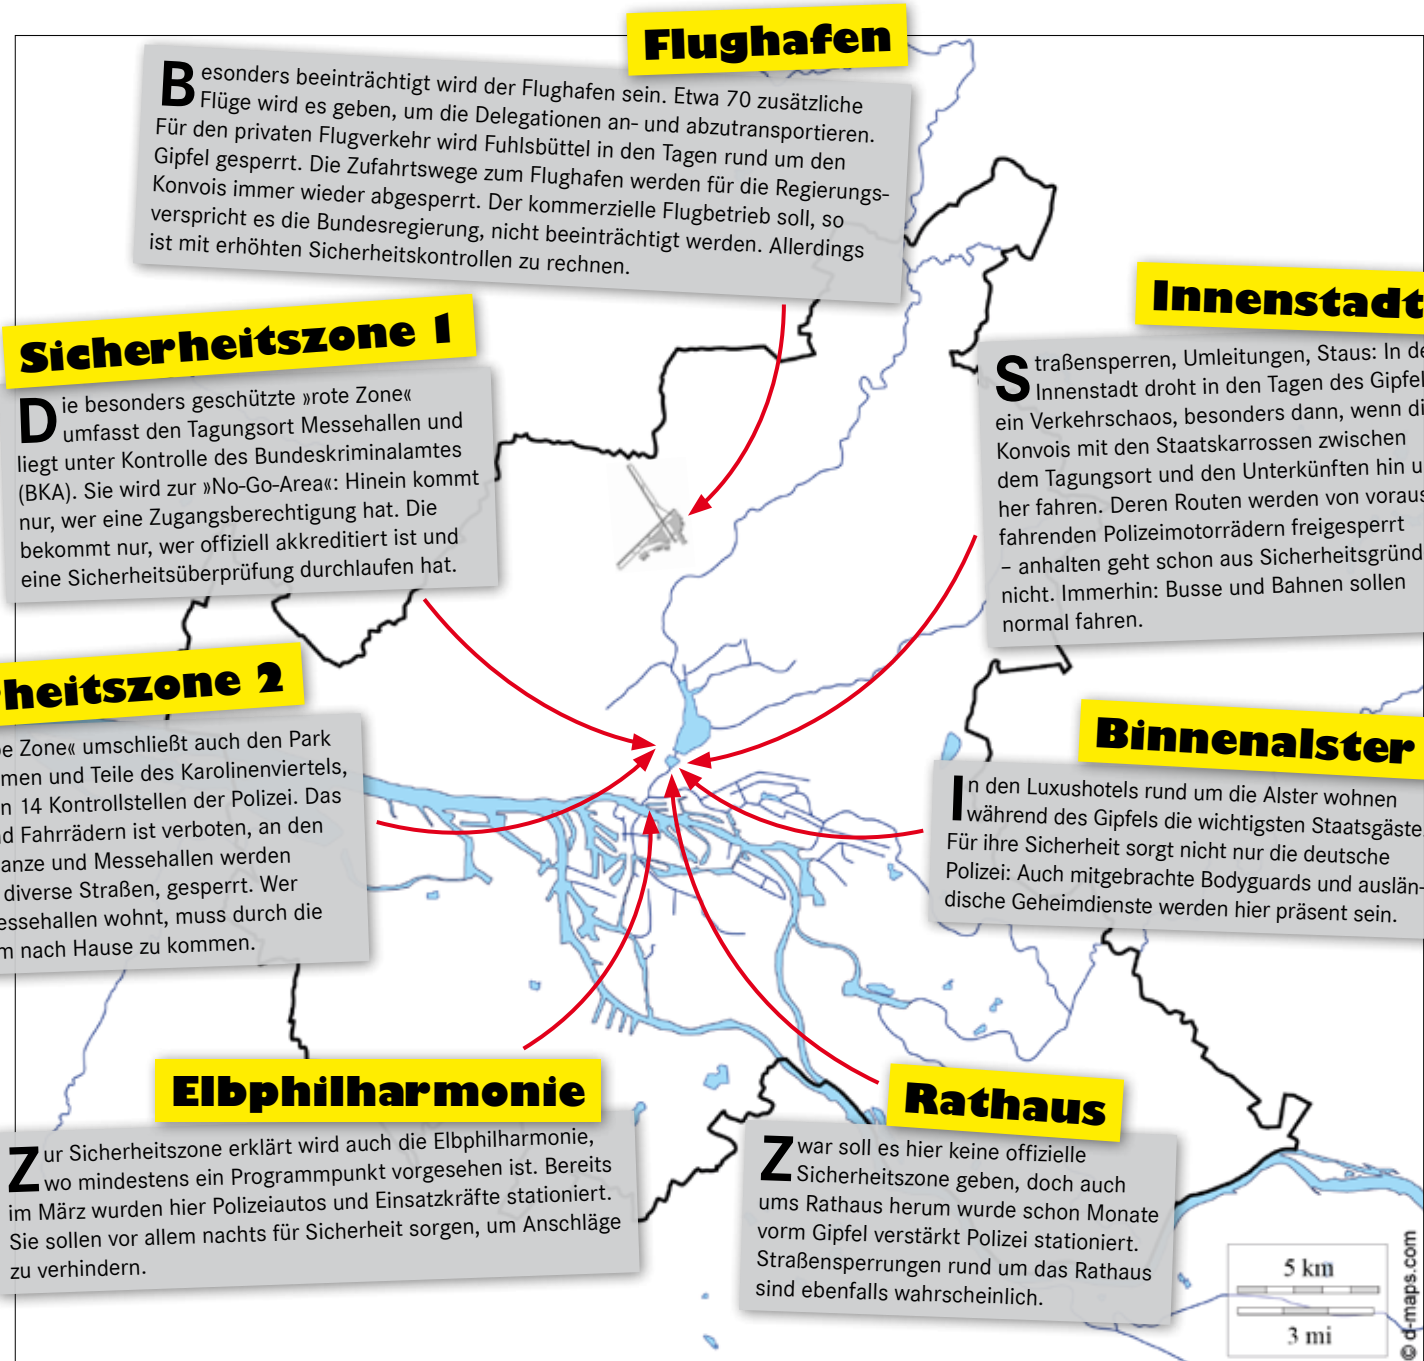 Flughafen
Besonders beeinträchtigt wird der Flughafen sein. Etwa 70 zusätzliche
Flüge wird es geben, um die Delegationen an- und abzutransportieren.
Für den privaten Flugverkehr wird Fuhlsbüttel in den Tagen rund um den
Gipfel gesperrt. Die Zufahrtswege zum Flughafen werden für die Regierungs-
Konvois immer wieder abgesperrt. Der kommerzielle Flugbetrieb soll, so
verspricht es die Bundesregierung, nicht beeinträchtigt werden. Allerdings
ist mit erhöhten Sicherheitskontrollen zu rechnen.
Sicherheitszone 1
Die besonders geschützte »rote Zone«
umfasst den Tagungsort Messehallen und
liegt unter Kontrolle des Bundeskriminalamtes
(BKA). Sie wird zur »No-Go-Area«: Hinein kommt
nur, wer eine Zugangsberechtigung hat. Die
bekommt nur, wer offiziell akkreditiert ist und
eine Sicherheitsüberprüfung durchlaufen hat.
Innenstadt
Straßensperren, Umleitungen, Staus: In de
Innenstadt droht in den Tagen des Gipfel
ein Verkehrschaos, besonders dann, wenn di
Konvois mit den Staatskarrossen zwischen
dem Tagungsort und den Unterkünften hin u
her fahren. Deren Routen werden von voraus
fahrenden Polizeimotorrädern freigesperrt
– anhalten geht schon aus Sicherheitsgründ
nicht. Immerhin: Busse und Bahnen sollen
normal fahren.
heitszone 2
be Zone« umschließt auch den Park
men und Teile des Karolinenviertels,
n 14 Kontrollstellen der Polizei. Das
d Fahrrädern ist verboten, an den
anze und Messehallen werden
diverse Straßen, gesperrt. Wer
essehallen wohnt, muss durch die
m nach Hause zu kommen.
Binnenalster
In den Luxushotels rund um die Alster wohnen
während des Gipfels die wichtigsten Staatsgäste
Für ihre Sicherheit sorgt nicht nur die deutsche
Polizei: Auch mitgebrachte Bodyguards und auslän-
dische Geheimdienste werden hier präsent sein.
Elbphilharmonie
Zur Sicherheitszone erklärt wird auch die Elbphilharmonie,
wo mindestens ein Programmpunkt vorgesehen ist. Bereits
im März wurden hier Polizeiautos und Einsatzkräfte stationiert.
Sie sollen vor allem nachts für Sicherheit sorgen, um Anschläge
zu verhindern.
Rathaus
Zwar soll es hier keine offizielle
Sicherheitszone geben, doch auch
ums Rathaus herum wurde schon Monate
vorm Gipfel verstärkt Polizei stationiert.
Straßensperrungen rund um das Rathaus
sind ebenfalls wahrscheinlich.
5 km
3 mi
© d-maps.com